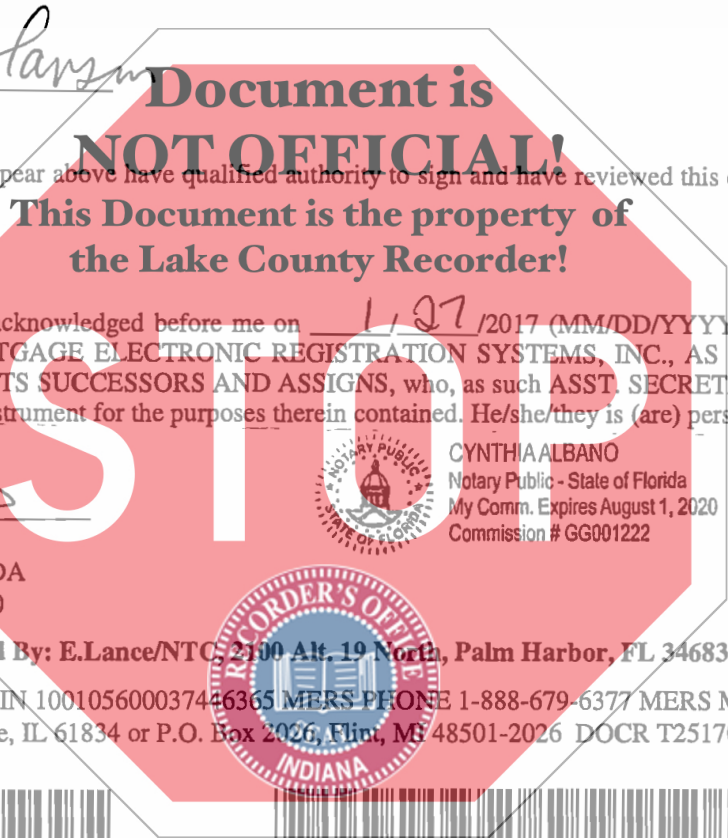 Document is
NOT OFFICIAL!
pear above have qualified authority to sign and have reviewed this
This Document is the property of
the Lake County Recorder!
cknowledged before me on 1 / 27 /2017 (MM/DD/YYYY
TGAGE ELECTRONIC REGISTRATION SYSTEMS, INC., AS
TS SUCCESSORS AND ASSIGNS, who, as such ASST. SECRET
strument for the purposes therein contained. He/she/they is (are) pers
STOP
NOTARY PUBLIC
STATE OF FLORIDA
CYNTHIA ALBANO
Notary Public - State of Florida
My Comm. Expires August 1, 2020
Commission # GG001222
DA
RECORDER'S OFFICE
SEAL
INDIANA
d By: E.Lance/NTC, 2100 Alt. 19 North, Palm Harbor, FL 34683
IN 100105600037446365 MERS PHONE 1-888-679-6377 MERS M
e, IL 61834 or P.O. Box 2026, Flint, MI 48501-2026 DOCR T2517